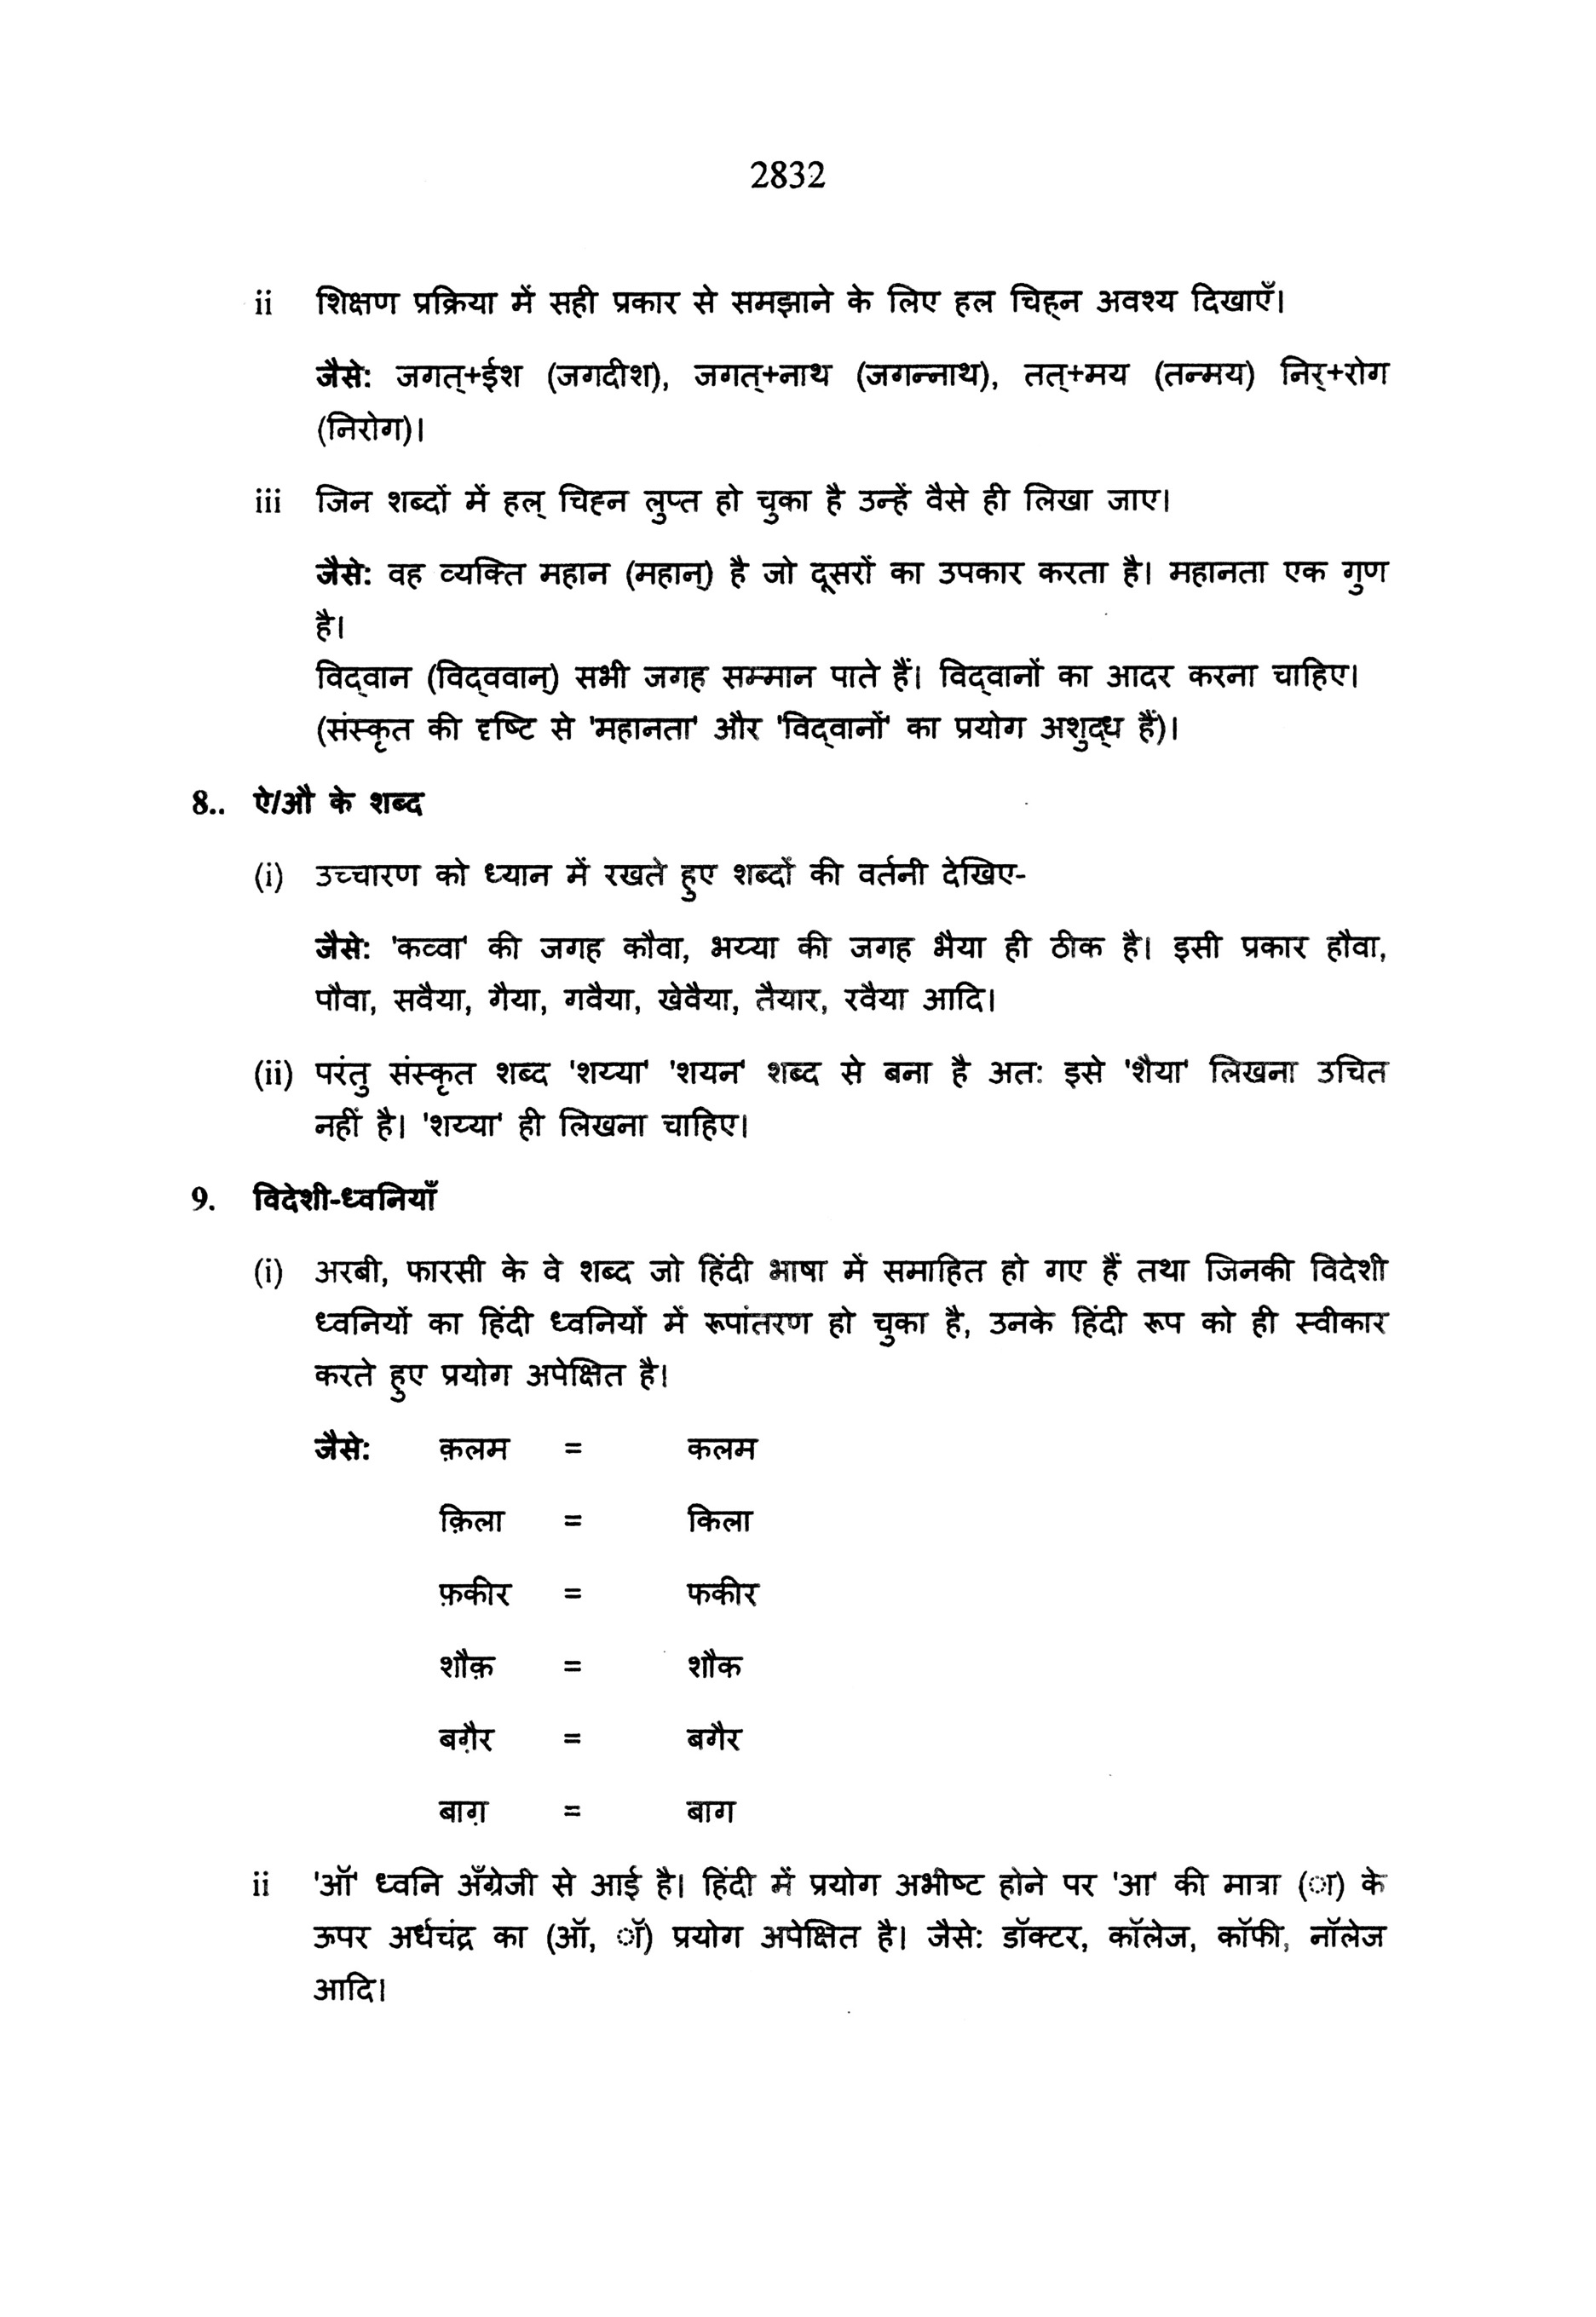 2832
ii शिक्षण प्रक्रिया में सही प्रकार से समझाने के लिए हल चिह्‌न अवश्य दिखाएँ।
जैसे: जगत्+ईश (जगदीश), जगत्+नाथ (जगन्नाथ), तत्+मय (तन्मय) निर्+रोग
(निरोग)।
iii जिन शब्दों में हल् चिह्न लुप्त हो चुका है उन्हें वैसे ही लिखा जाए।
जैसे: वह व्यक्ति महान (महान्) है जो दूसरों का उपकार करता है। महानता एक गुण
है।
विद्‌वान (विद्‌ववान्) सभी जगह सम्मान पाते हैं। विद्‌वानों का आदर करना चाहिए।
(संस्कृत की दृष्टि से 'महानता' और 'विद्‌वानों' का प्रयोग अशुद्‌ध हैं)।
8.. ऐ/औ के शब्द
(i) उच्चारण को ध्यान में रखते हुए शब्दों की वर्तनी देखिए-
जैसे: 'कव्वा' की जगह कौवा, भय्या की जगह भैया ही ठीक है। इसी प्रकार हौवा,
पौवा, सवैया, गैया, गवैया, खेवैया, तैयार, रवैया आदि।
(ii) परंतु संस्कृत शब्द 'शय्या' 'शयन' शब्द से बना है अत: इसे 'शैया' लिखना उचित
नहीं है। 'शय्या' ही लिखना चाहिए।
9. विदेशी-ध्वनियाँ
(i) अरबी, फारसी के वे शब्द जो हिंदी भाषा में समाहित हो गए हैं तथा जिनकी विदेशी
ध्वनियों का हिंदी ध्वनियों में रूपांतरण हो चुका है, उनके हिंदी रूप को ही स्वीकार
करते हुए प्रयोग अपेक्षित है।
जैसे: क़लम = कलम
क़िला = किला
फ़कीर = फकीर
शौक़ = शौक
बग़ैर = बगैर
बाग़ = बाग
ii 'ऑ' ध्वनि अँग्रेजी से आई है। हिंदी में प्रयोग अभीष्ट होने पर 'आ' की मात्रा (ा) के
ऊपर अर्धचंद्र का (ऑ, ॉ) प्रयोग अपेक्षित है। जैसे: डॉक्टर, कॉलेज, कॉफी, नॉलेज
आदि।